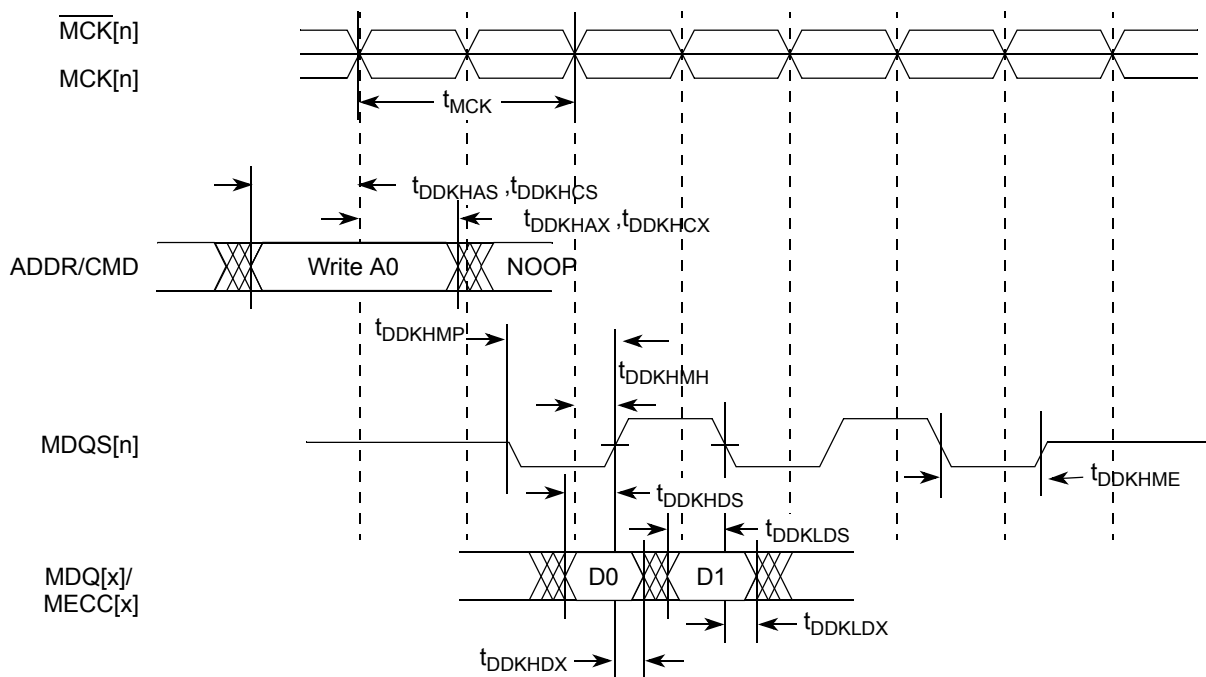 MCK[n]
MCK[n]
tMCK
tDDKHAS ,tDDKHCS
tDDKHAX ,tDDKHCX
ADDR/CMD
Write A0
NOOP
tDDKHMP
tDDKHMH
MDQS[n]
tDDKHME
tDDKHDS
tDDKLDS
MDQ[x]/
MECC[x]
D0
D1
tDDKLDX
tDDKHDX